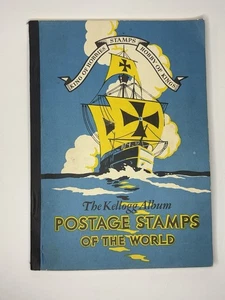 KING OF HOBBIES
STAMPS
HOBBY OF KINGS
The Kellogg Album
POSTAGE STAMPS
OF THE WORLD